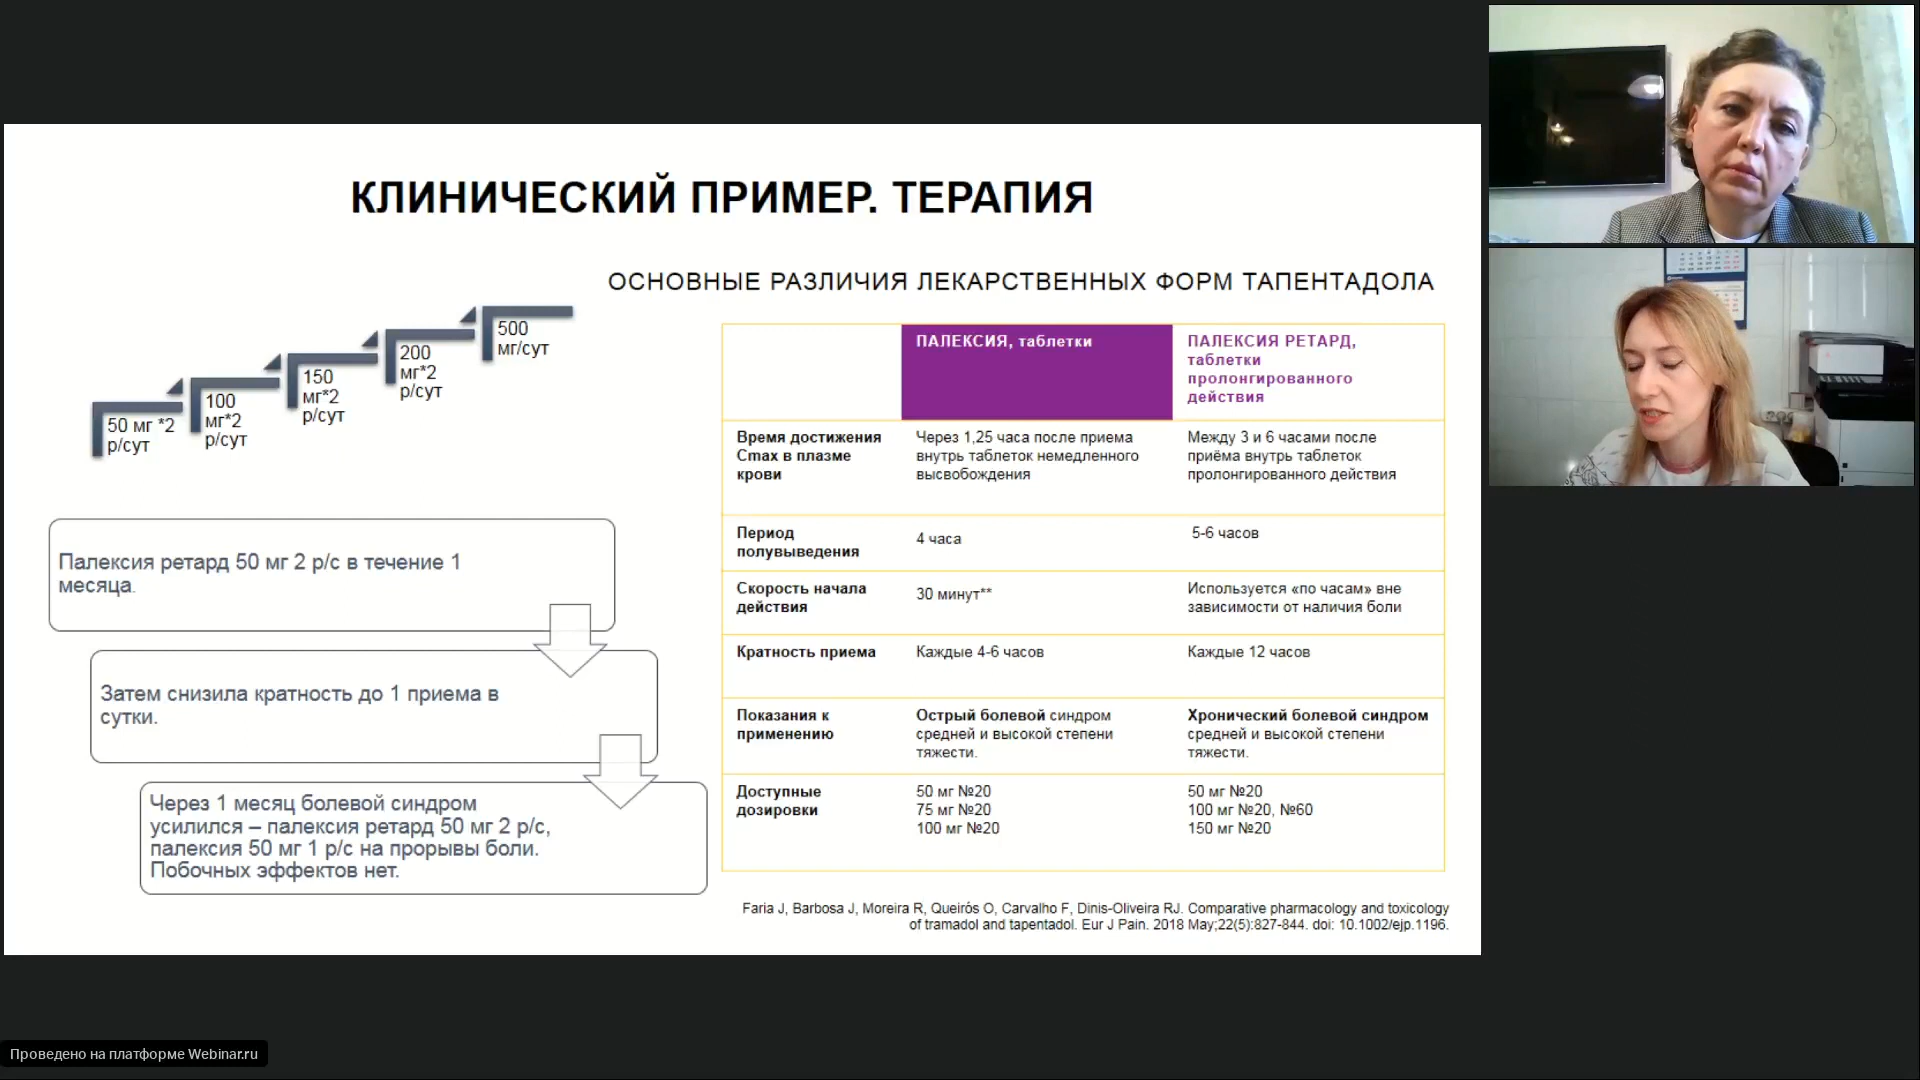 КЛИНИЧЕСКИЙ ПРИМЕР. ТЕРАПИЯ
50 мг *2
р/сут
100
мг*2
р/сут
150
мг*2
р/сут
200
мг*2
р/сут
500
мг/сут
Палексия ретард 50 мг 2 р/с в течение 1
месяца.
Затем снизила кратность до 1 приема в
сутки.
Через 1 месяц болевой синдром
усилился – палексия ретард 50 мг 2 р/с,
палексия 50 мг 1 р/с на прорывы боли.
Побочных эффектов нет.
ОСНОВНЫЕ РАЗЛИЧИЯ ЛЕКАРСТВЕННЫХ ФОРМ ТАПЕНТАДОЛА
ПАЛЕКСИЯ, таблетки
ПАЛЕКСИЯ РЕТАРД,
таблетки
пролонгированного
действия
Время достижения
Cmax в плазме
крови
Через 1,25 часа после приема
внутрь таблеток немедленного
высвобождения
Между 3 и 6 часами после
приёма внутрь таблеток
пролонгированного действия
Период
полувыведения
4 часа
5-6 часов
Скорость начала
действия
30 минут**
Используется «по часам» вне
зависимости от наличия боли
Кратность приема
Каждые 4-6 часов
Каждые 12 часов
Показания к
применению
Острый болевой синдром
средней и высокой степени
тяжести.
Хронический болевой синдром
средней и высокой степени
тяжести.
Доступные
дозировки
50 мг №20
75 мг №20
100 мг №20
50 мг №20
100 мг №20, №60
150 мг №20
Faria J, Barbosa J, Moreira R, Queirós O, Carvalho F, Dinis-Oliveira RJ. Comparative pharmacology and toxicology
of tramadol and tapentadol. Eur J Pain. 2018 May;22(5):827-844. doi: 10.1002/ejp.1196.
Проведено на платформе Webinar.ru